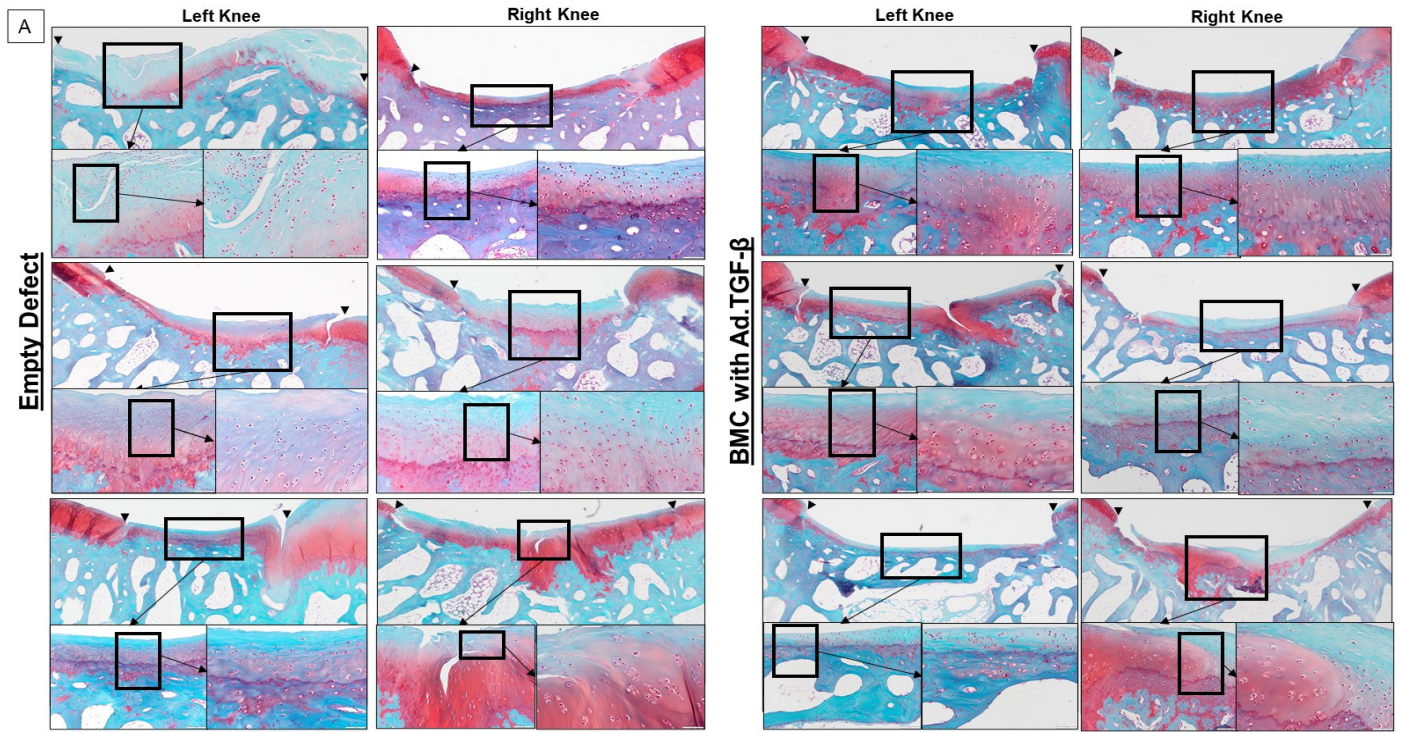 A
Left Knee
Right Knee
Left Knee
Right Knee
Empty Defect
BMC with Ad.TGF-β